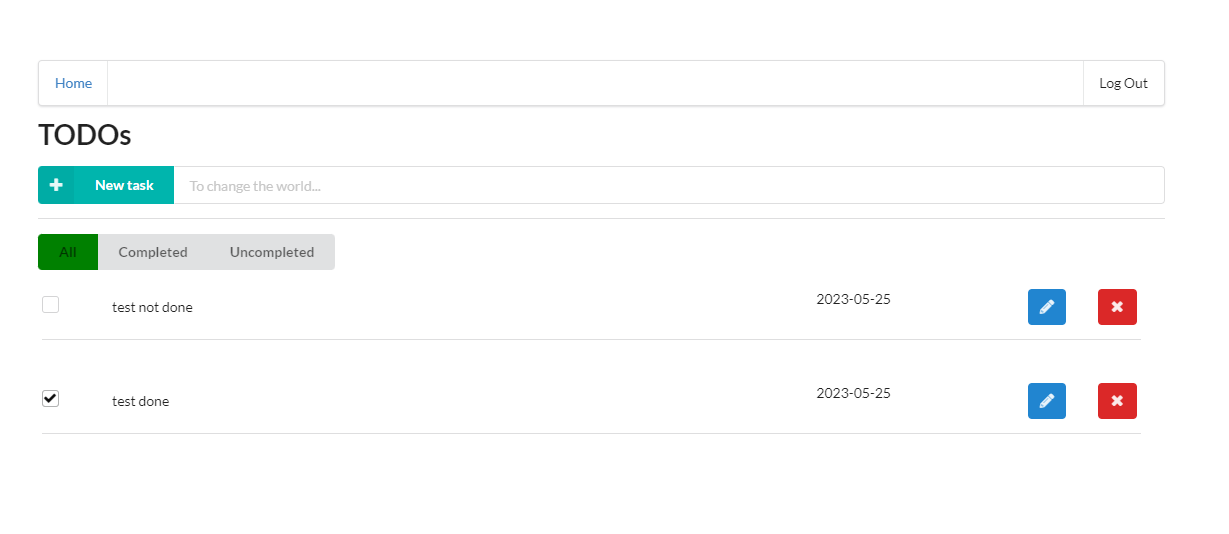 Home Log Out
TODOs
New task To change the world...
All Completed Uncompleted
test not done 2023-05-25
test done 2023-05-25